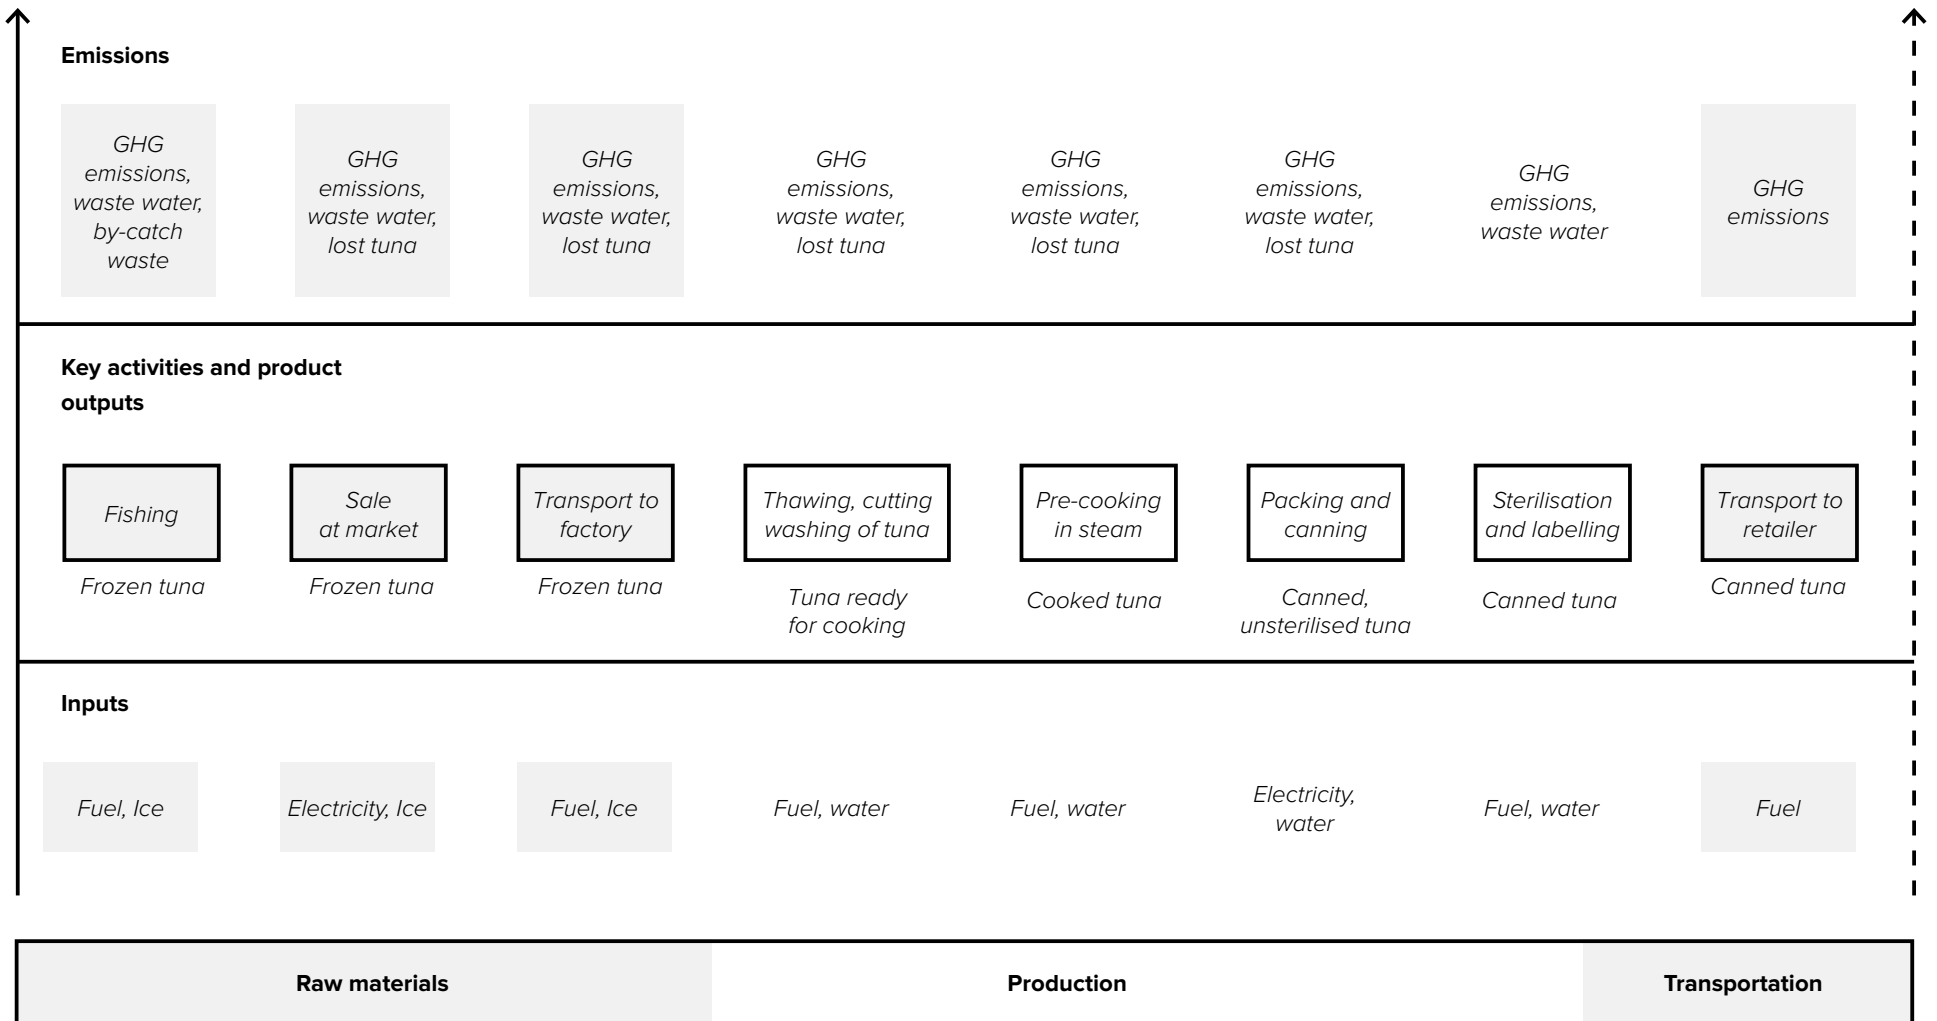 Emissions
GHG
emissions,
waste water,
by-catch
waste
GHG
emissions,
waste water,
lost tuna
GHG
emissions,
waste water,
lost tuna
GHG
emissions,
waste water,
lost tuna
GHG
emissions,
waste water,
lost tuna
GHG
emissions,
waste water,
lost tuna
GHG
emissions,
waste water
GHG
emissions
Key activities and product
outputs
Fishing
Sale
at market
Transport to
factory
Thawing, cutting
washing of tuna
Pre-cooking
in steam
Packing and
canning
Sterilisation
and labelling
Transport to
retailer
Frozen tuna
Frozen tuna
Frozen tuna
Tuna ready
for cooking
Cooked tuna
Canned,
unsterilised tuna
Canned tuna
Canned tuna
Inputs
Fuel, Ice
Electricity, Ice
Fuel, Ice
Fuel, water
Fuel, water
Electricity,
water
Fuel, water
Fuel
Raw materials
Production
Transportation